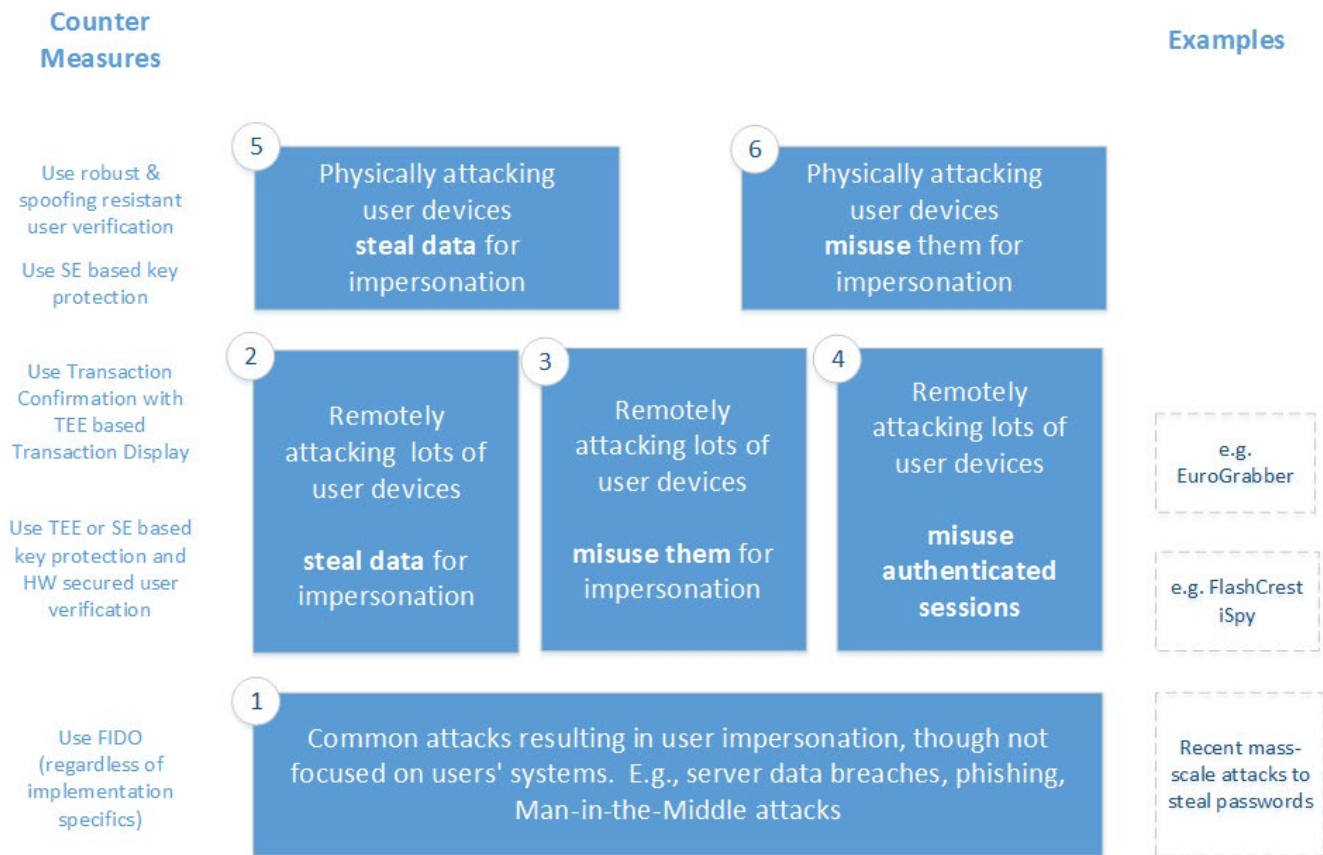 Counter
Measures
Examples
5
Physically attacking
user devices
steal data for
impersonation
6
Physically attacking
user devices
misuse them for
impersonation
Use robust &
spoofing resistant
user verification
Use SE based key
protection
2
Remotely
attacking lots of
user devices
steal data for
impersonation
3
Remotely
attacking lots of
user devices
misuse them for
impersonation
4
Remotely
attacking lots of
user devices
misuse
authenticated
sessions
Use Transaction
Confirmation with
TEE based
Transaction Display
Use TEE or SE based
key protection and
HW secured user
verification
e.g.
EuroGrabber
e.g. FlashCrest
iSpy
1
Common attacks resulting in user impersonation, though not
focused on users' systems. E.g., server data breaches, phishing,
Man-in-the-Middle attacks
Use FIDO
(regardless of
implementation
specifics)
Recent mass-
scale attacks to
steal passwords